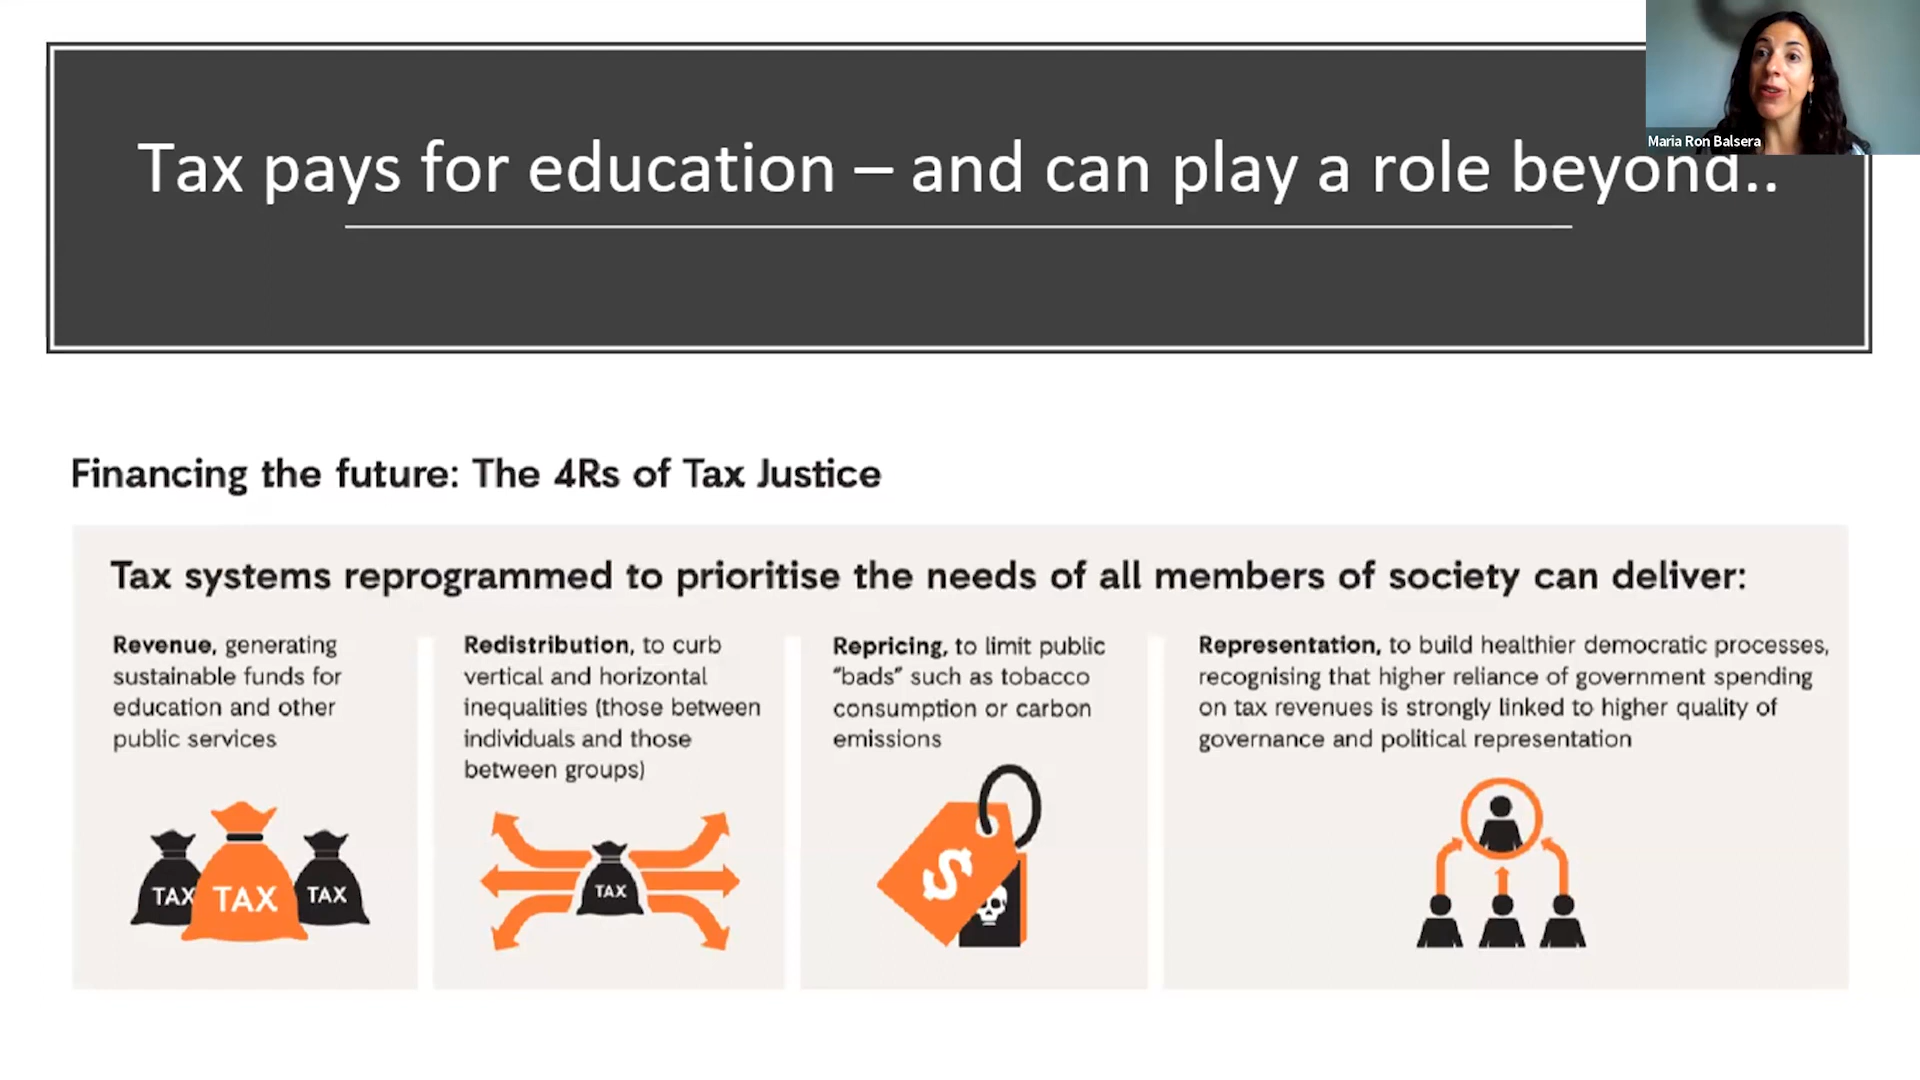 Maria Ron Balsera
Tax pays for education – and can play a role beyond..
Financing the future: The 4Rs of Tax Justice
Tax systems reprogrammed to prioritise the needs of all members of society can deliver:
Revenue, generating
sustainable funds for
education and other
public services
TAX
TAX
TAX
Redistribution, to curb
vertical and horizontal
inequalities (those between
individuals and those
between groups)
TAX
Repricing, to limit public
“bads” such as tobacco
consumption or carbon
emissions
$
Representation, to build healthier democratic processes,
recognising that higher reliance of government spending
on tax revenues is strongly linked to higher quality of
governance and political representation